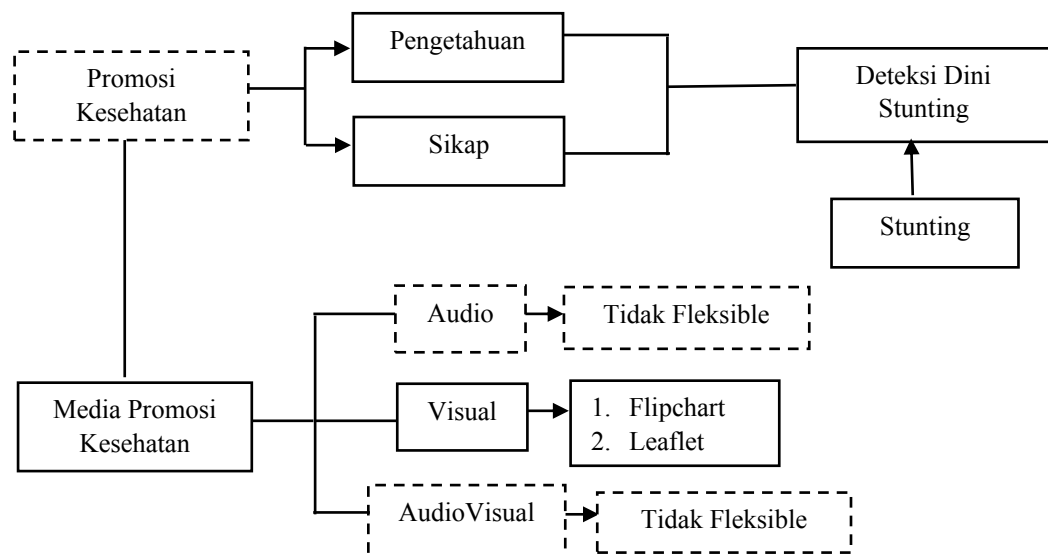 Promosi
Kesehatan
Pengetahuan
Sikap
Deteksi Dini
Stunting
Stunting
Audio
Tidak Fleksible
Media Promosi
Kesehatan
Visual
1. Flipchart
2. Leaflet
AudioVisual
Tidak Fleksible